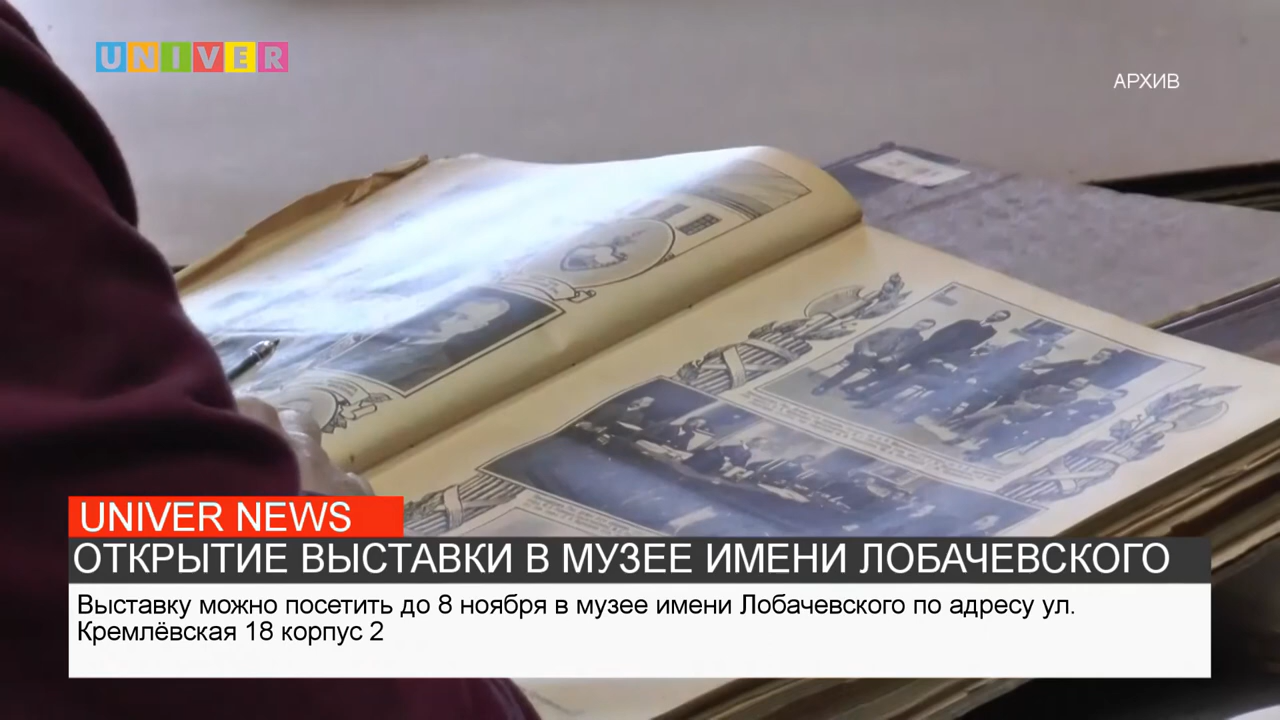 UNIVER
АРХИВ
UNIVER NEWS
ОТКРЫТИЕ ВЫСТАВКИ В МУЗЕЕ ИМЕНИ ЛОБАЧЕВСКОГО
Выставку можно посетить до 8 ноября в музее имени Лобачевского по адресу ул.
Кремлёвская 18 корпус 2